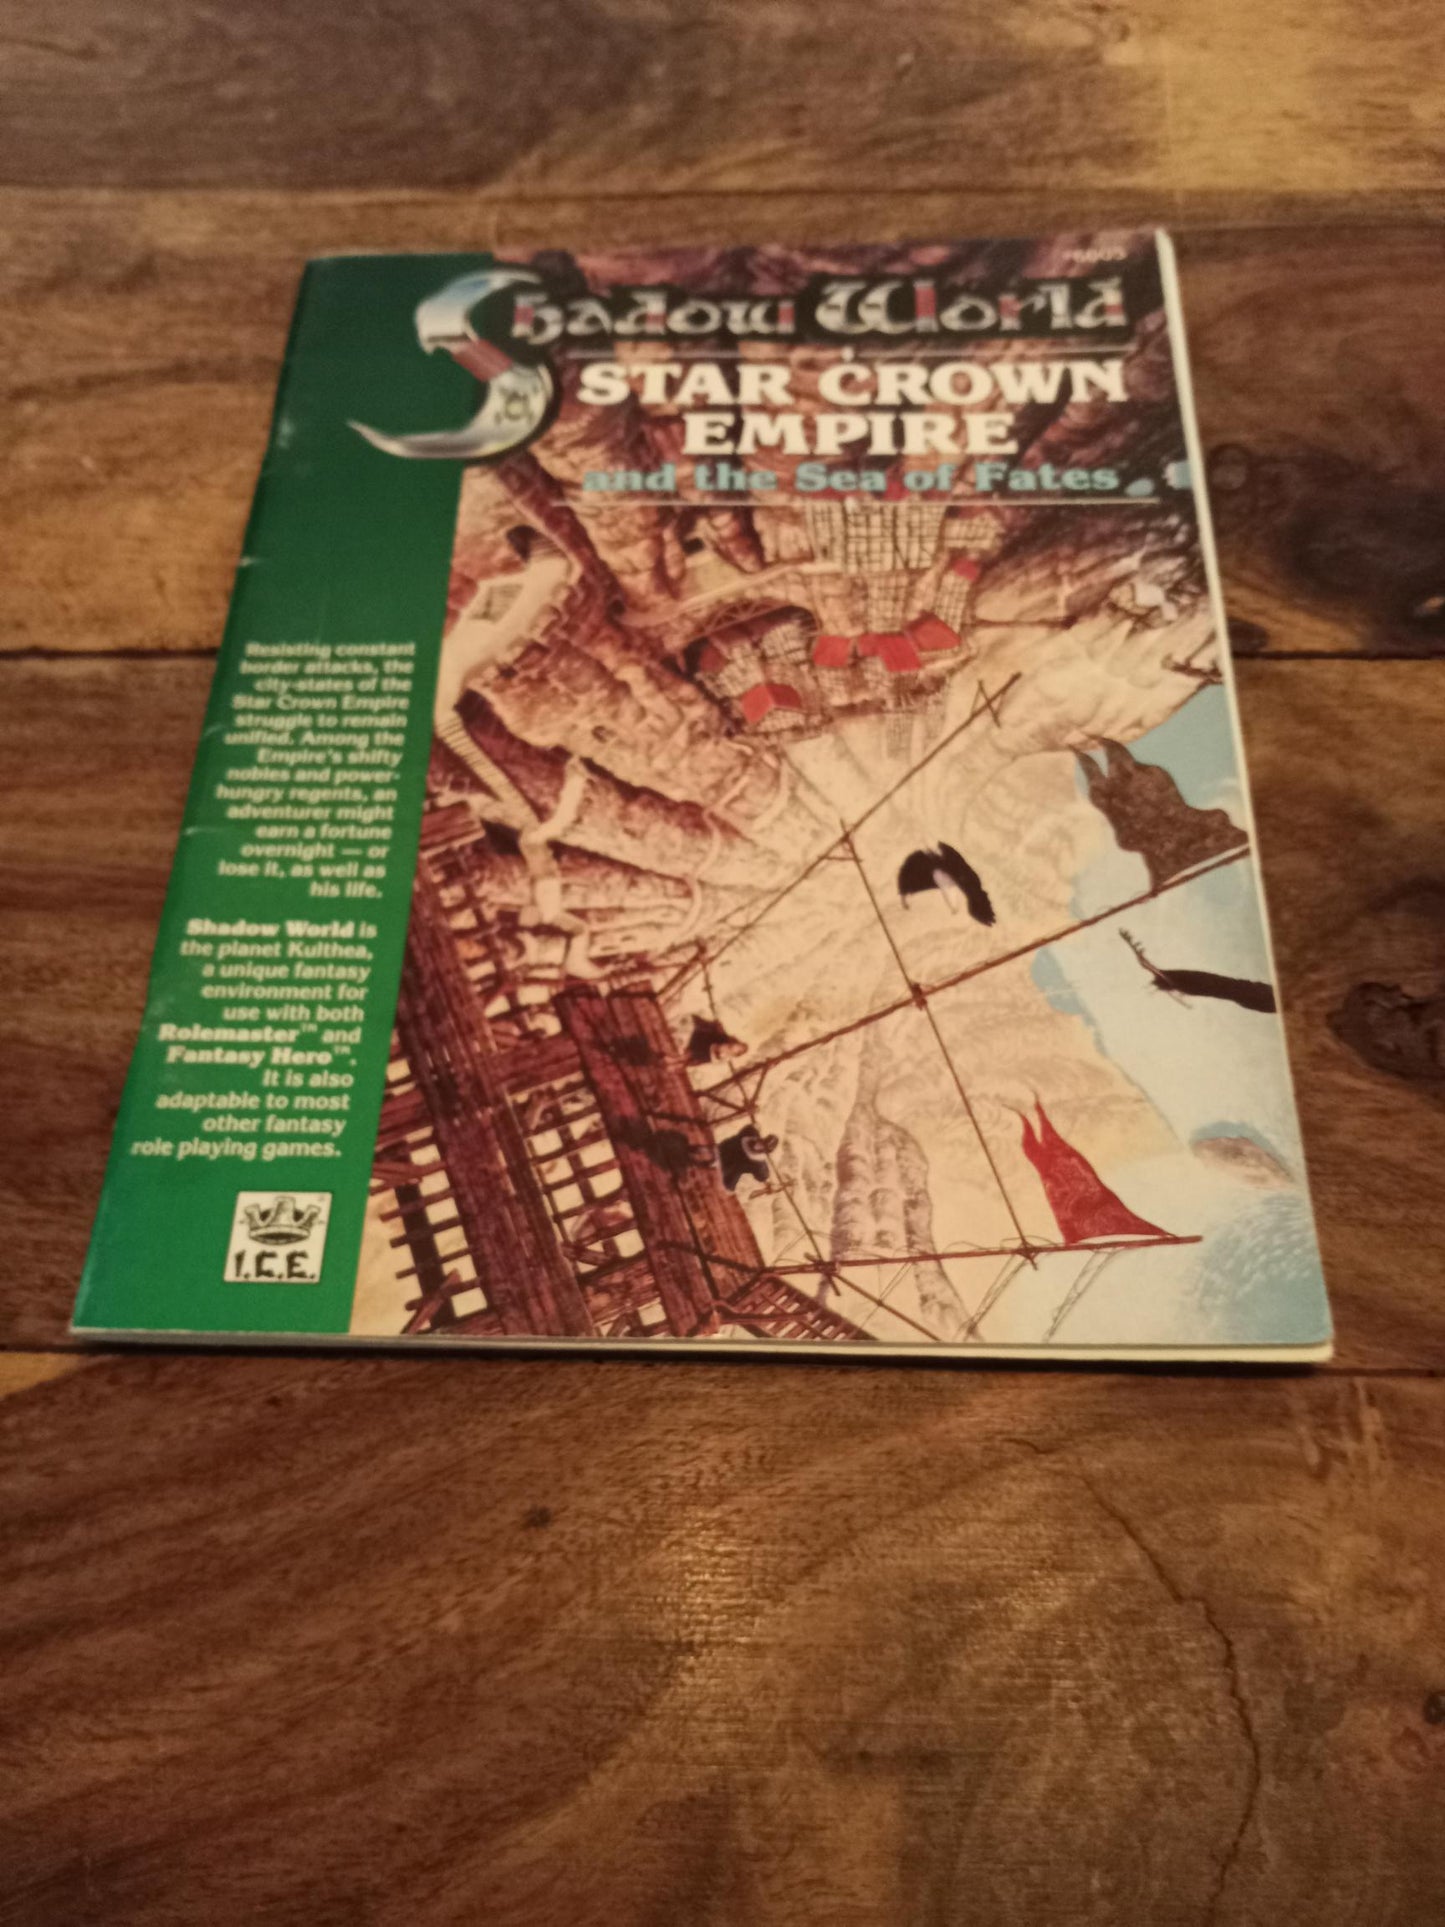 #6005
Shadow World
STAR CROWN
EMPIRE
and the Sea of Fates™
Resisting constant
border attacks, the
city-states of the
Star Crown Empire
struggle to remain
unified. Among the
Empire's shifty
nobles and power-
hungry regents, an
adventurer might
earn a fortune
overnight — or
lose it, as well as
his life.
Shadow World is
the planet Kulthea,
a unique fantasy
environment for
use with both
Rolemaster™ and
Fantasy Hero™.
It is also
adaptable to most
other fantasy
role playing games.
I.C.E.